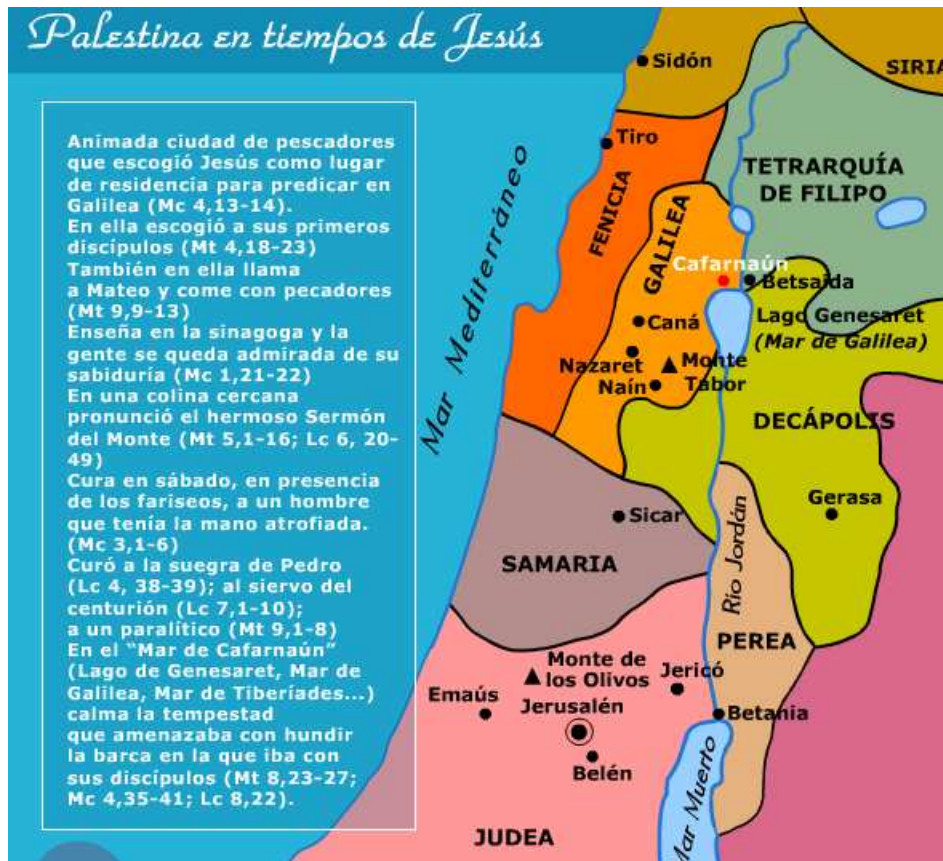 Palestina en tiempos de Jesús
Animada ciudad de pescadores
que escogió Jesús como lugar
de residencia para predicar en
Galilea (Mc 4,13-14).
En ella escogió a sus primeros
discípulos (Mt 4,18-23)
También en ella llama
a Mateo y come con pecadores
(Mt 9,9-13)
Enseña en la sinagoga y la
gente se queda admirada de su
sabiduría (Mc 1,21-22)
En una colina cercana
pronunció el hermoso Sermón
del Monte (Mt 5,1-16; Lc 6, 20-
49)
Cura en sábado, en presencia
de los fariseos, a un hombre
que tenía la mano atrofiada.
(Mc 3,1-6)
Curó a la suegra de Pedro
(Lc 4, 38-39); al siervo del
centurión (Lc 7,1-10);
a un paralítico (Mt 9,1-8)
En el “Mar de Cafarnaún”
(Lago de Genesaret, Mar de
Galilea, Mar de Tiberíades...)
calma la tempestad
que amenazaba con hundir
la barca en la que iba con
sus discípulos (Mt 8,23-27;
Mc 4,35-41; Lc 8,22).
Mar Mediterráneo
Sidón
SIRIA
Tiro
FENICIA
TETRARQUÍA
DE FILIPO
GALILEA
Cafarnaún
Betsaida
Caná
Lago Genesaret
(Mar de Galilea)
Nazaret
Monte
Tabor
Naín
DECÁPOLIS
Gerasa
Sicar
SAMARIA
Río Jordán
PEREA
Monte de
los Olivos
Jericó
Emaús
Jerusalén
Betania
Belén
Mar Muerto
JUDEA